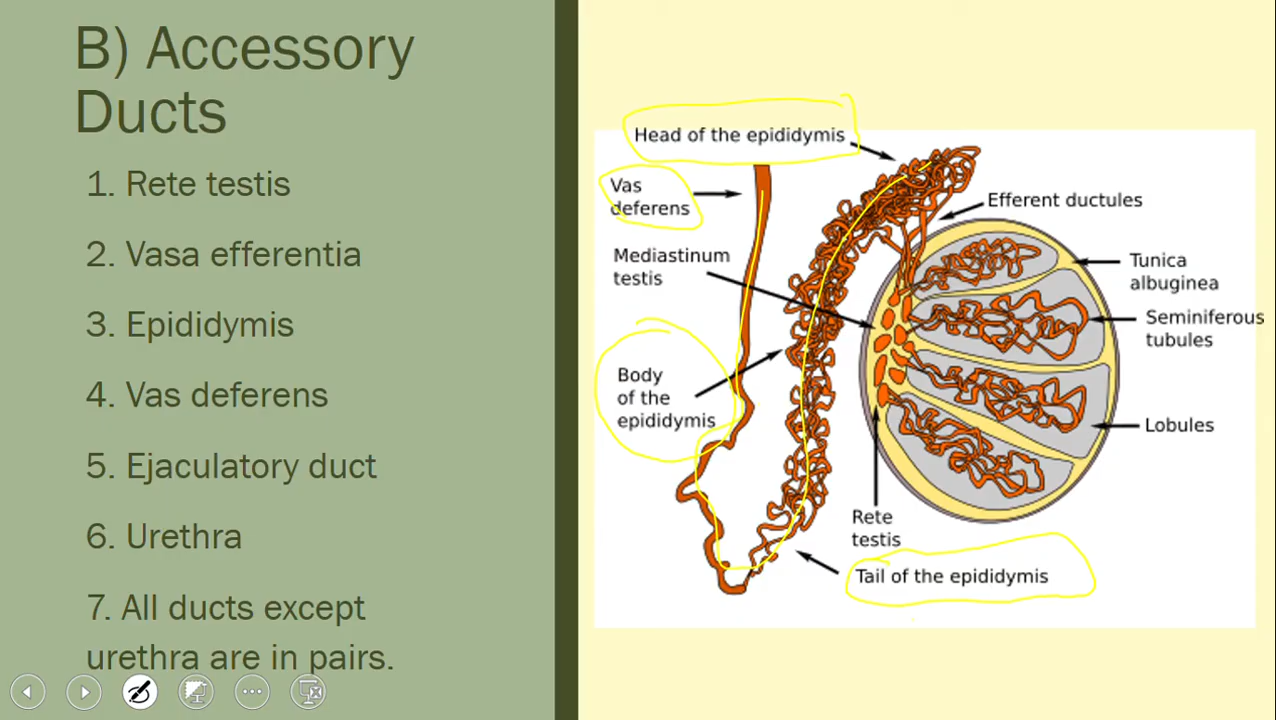 B) Accessory
Ducts
1. Rete testis
2. Vasa efferentia
3. Epididymis
4. Vas deferens
5. Ejaculatory duct
6. Urethra
7. All ducts except
urethra are in pairs.
Head of the epididymis
Vas
deferens
Efferent ductules
Mediastinum
testis
Tunica
albuginea
Seminiferous
tubules
Body
of the
epididymis
Lobules
Rete
testis
Tail of the epididymis